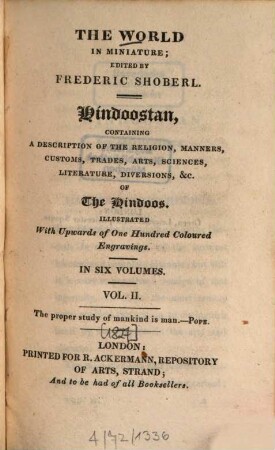 THE WORLD
IN MINIATURE;
EDITED BY
FREDERIC SHOBERL.
Hindoostan,
CONTAINING
A DESCRIPTION OF THE RELIGION, MANNERS,
CUSTOMS, TRADES, ARTS, SCIENCES,
LITERATURE, DIVERSIONS, &c.
OF
The Hindoos.
ILLUSTRATED
With Upwards of One Hundred Coloured
Engravings.
IN SIX VOLUMES.
VOL. II.
The proper study of mankind is man.—POPE.
LONDON:
PRINTED FOR R. ACKERMANN, REPOSITORY
OF ARTS, STRAND;
And to be had of all Booksellers.
4/72/1336